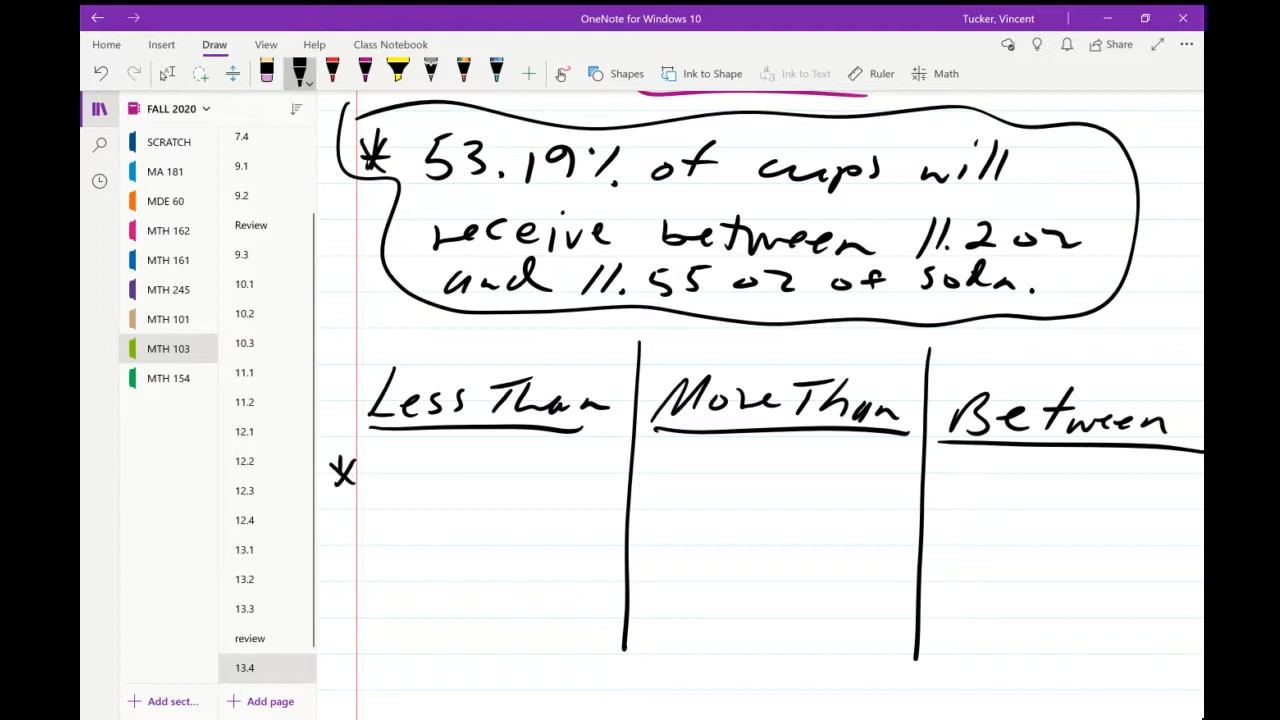 OneNote for Windows 10
Tucker, Vincent
Home Insert Draw View Help Class Notebook
Share
Shapes Ink to Shape Ink to Text Ruler Math
FALL 2020
SCRATCH
MA 181
MDE 60
MTH 162
MTH 161
MTH 245
MTH 101
MTH 103
MTH 154
Add sect...
7.4
9.1
9.2
Review
9.3
10.1
10.2
10.3
11.1
11.2
12.1
12.2
12.3
12.4
13.1
13.2
13.3
review
13.4
Add page
* 53.19% of cups will
receive between 11.2 oz
and 11.55 oz of soda.
Less Than More Than Between
*